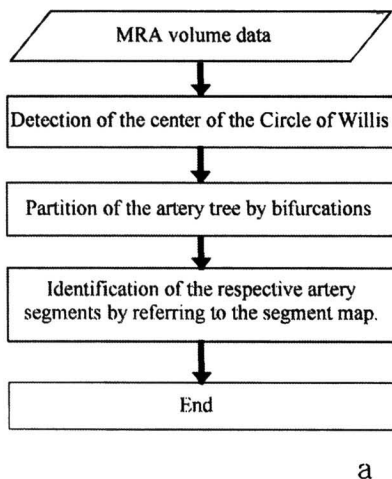 MRA volume data
Detection of the center of the Circle of Willis
Partition of the artery tree by bifurcations
Identification of the respective artery
segments by referring to the segment map.
End
a